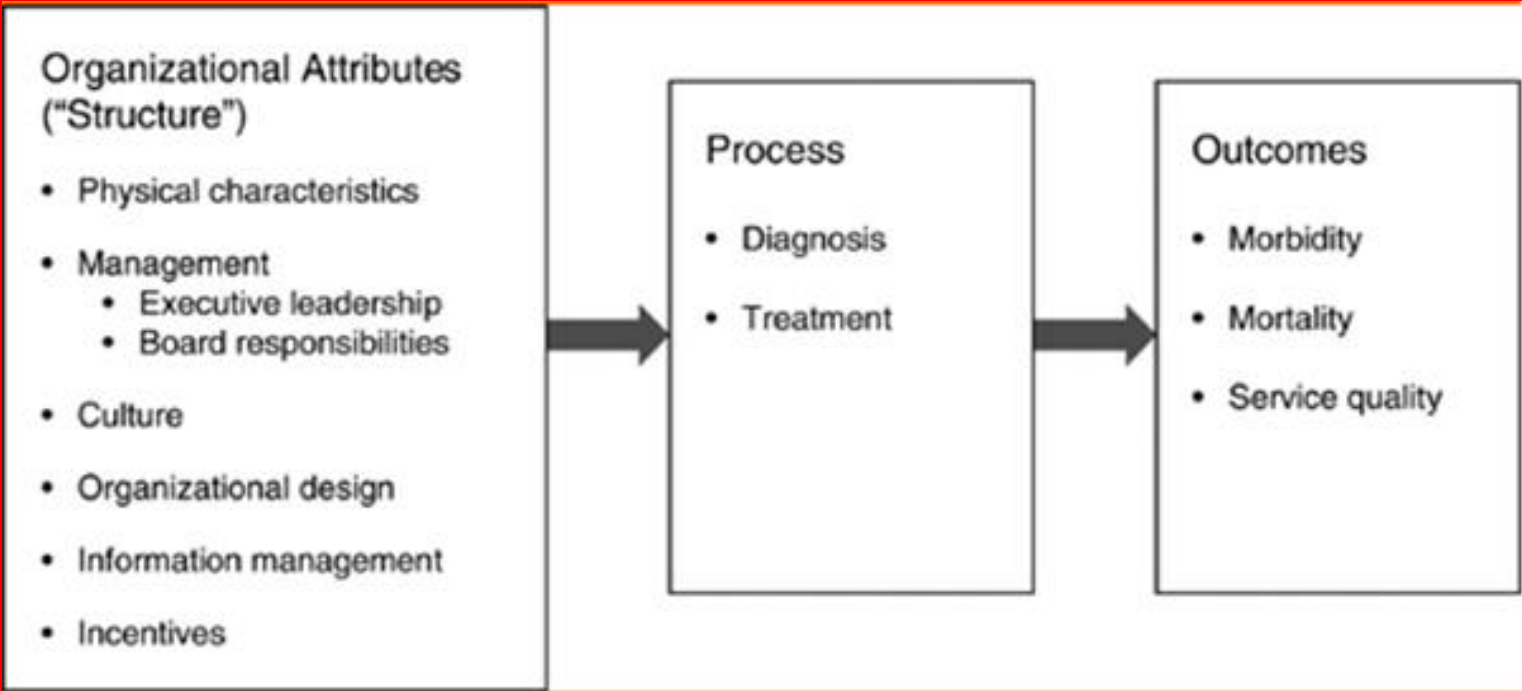 Organizational Attributes
(“Structure”)
• Physical characteristics
• Management
• Executive leadership
• Board responsibilities
• Culture
• Organizational design
• Information management
• Incentives
Process
• Diagnosis
• Treatment
Outcomes
• Morbidity
• Mortality
• Service quality